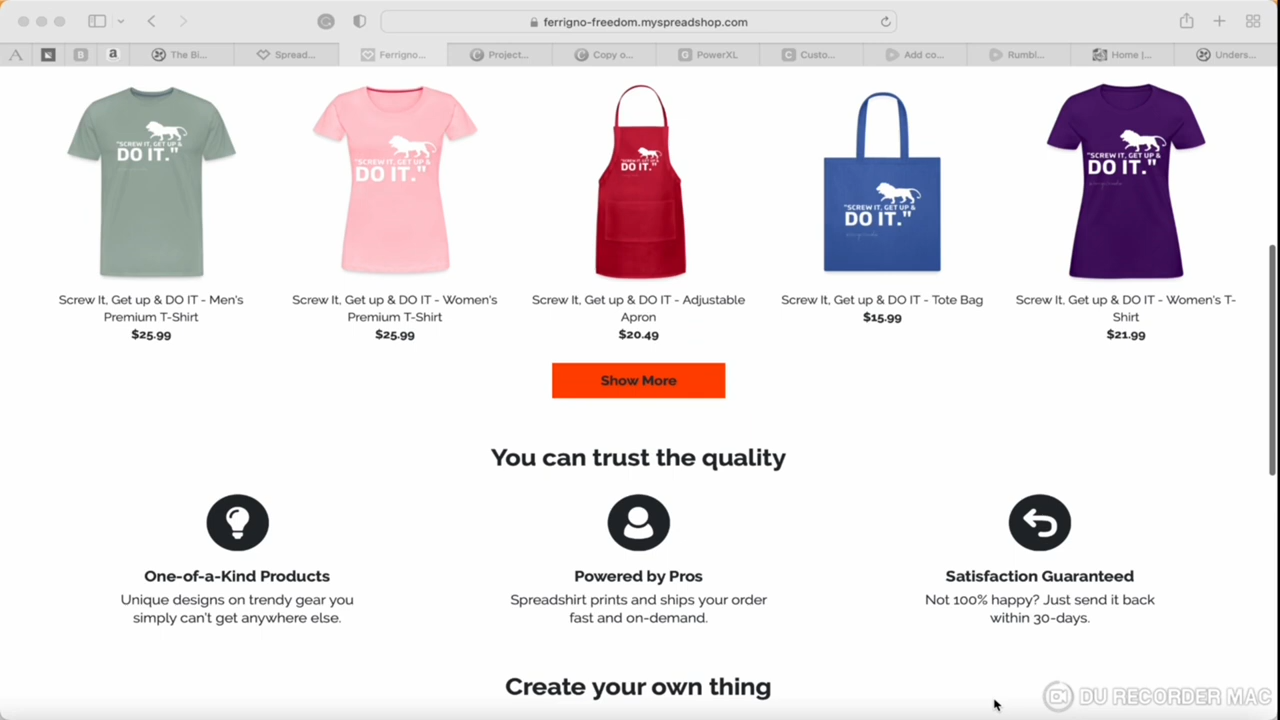 ferrigno-freedom.myspreadshop.com
a
The Bi...
Spread...
Ferrigno...
Project...
Copy o...
PowerXL
Custo...
Add co...
Rumbl...
Home |...
Unders...
"SCREW IT, GET UP &
DO IT."
"SCREW IT, GET UP &
DO IT."
"SCREW IT, GET UP &
DO IT."
"SCREW IT, GET UP &
DO IT."
"SCREW IT, GET UP &
DO IT."
Screw It, Get up & DO IT - Men's
Premium T-Shirt
$25.99
Screw It, Get up & DO IT - Women's
Premium T-Shirt
$25.99
Screw It, Get up & DO IT - Adjustable
Apron
$20.49
Screw It, Get up & DO IT - Tote Bag
$15.99
Screw It, Get up & DO IT - Women's T-
Shirt
$21.99
Show More
You can trust the quality
One-of-a-Kind Products
Unique designs on trendy gear you
simply can't get anywhere else.
Powered by Pros
Spreadshirt prints and ships your order
fast and on-demand.
Satisfaction Guaranteed
Not 100% happy? Just send it back
within 30-days.
Create your own thing
DU RECORDER MAC